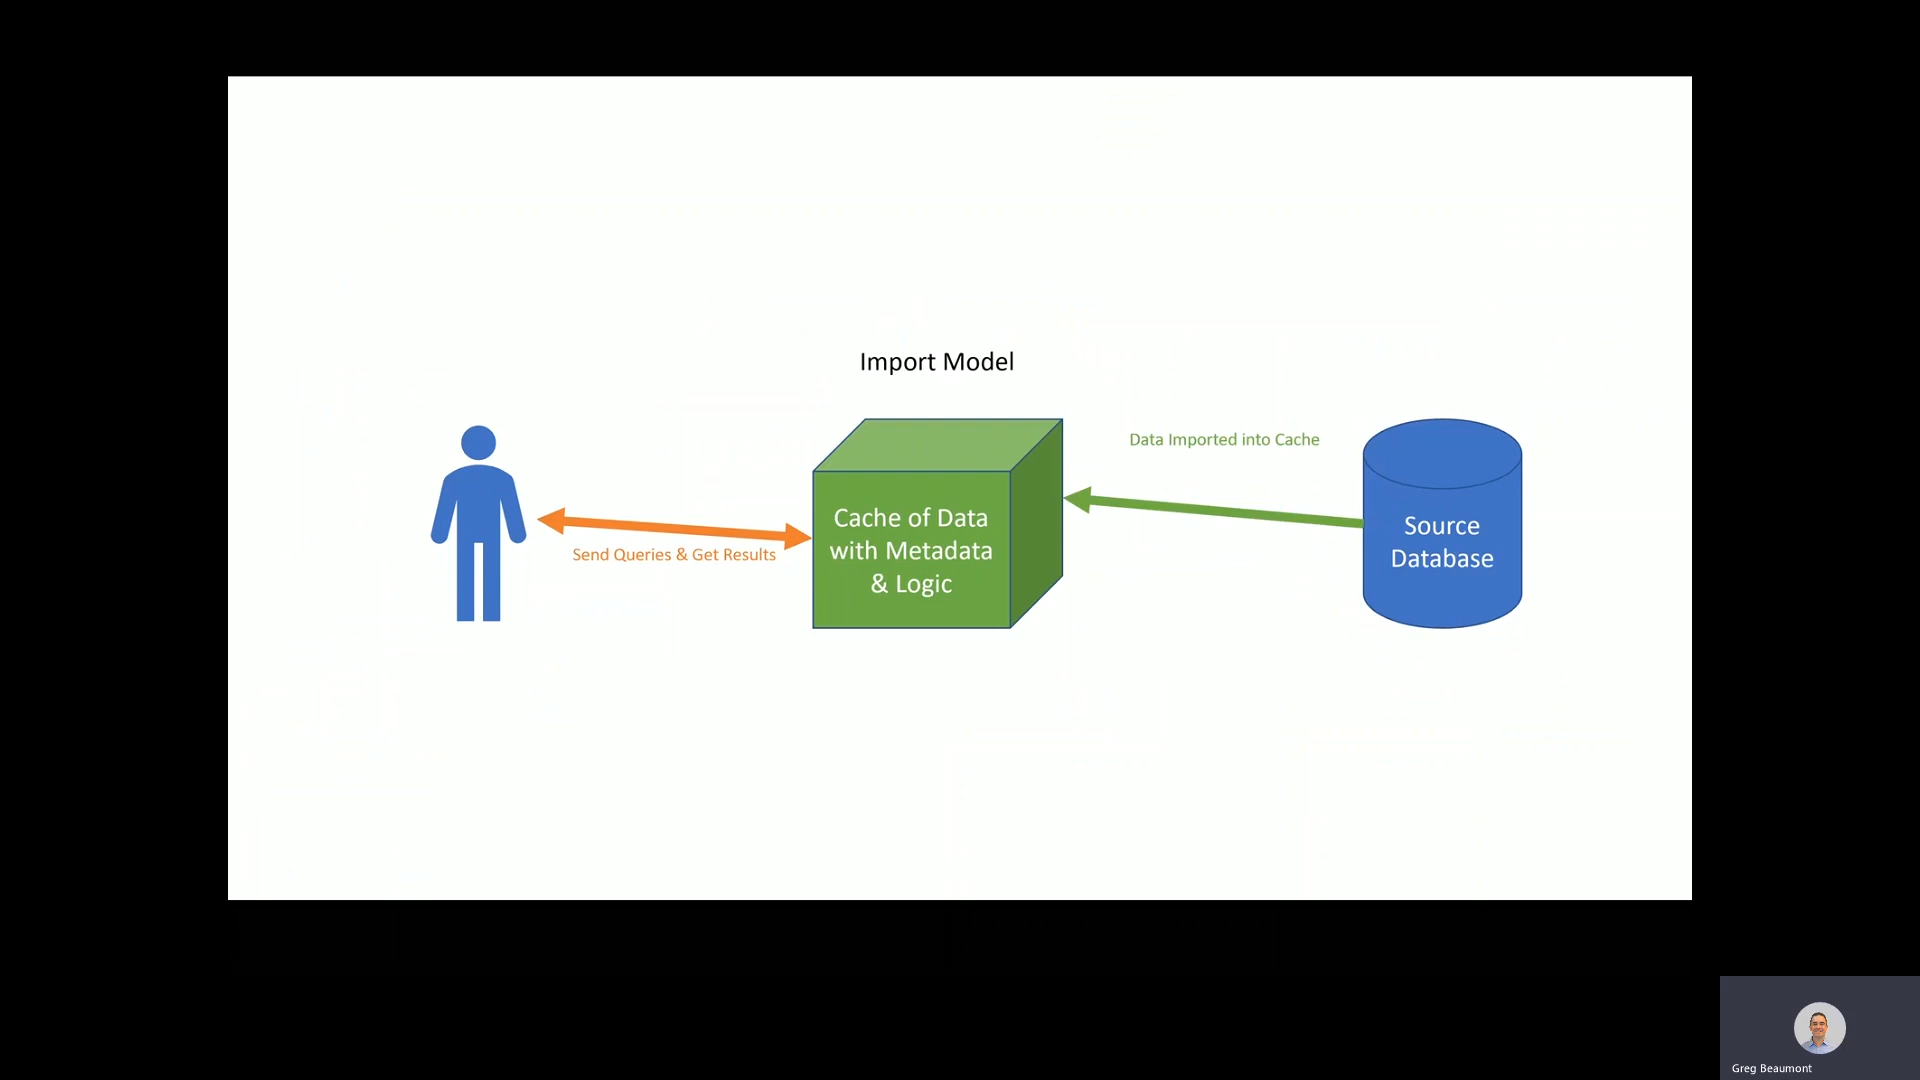 Import Model
Data Imported into Cache
Send Queries & Get Results
Cache of Data
with Metadata
& Logic
Source
Database
Greg Beaumont